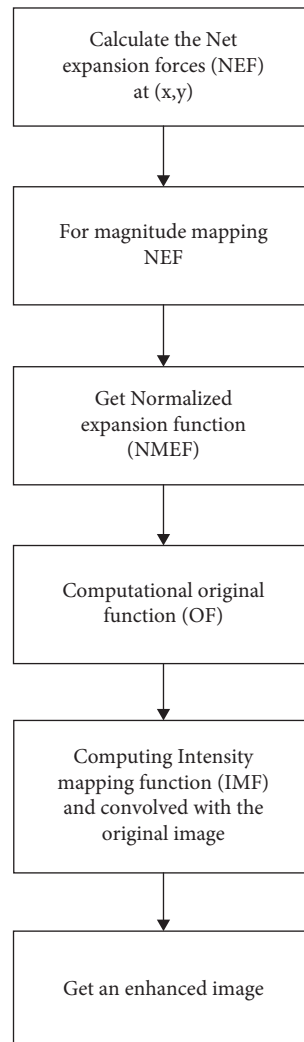 Calculate the Net
expansion forces (NEF)
at (x,y)
For magnitude mapping
NEF
Get Normalized
expansion function
(NMEF)
Computational original
function (OF)
Computing Intensity
mapping function (IMF)
and convolved with the
original image
Get an enhanced image